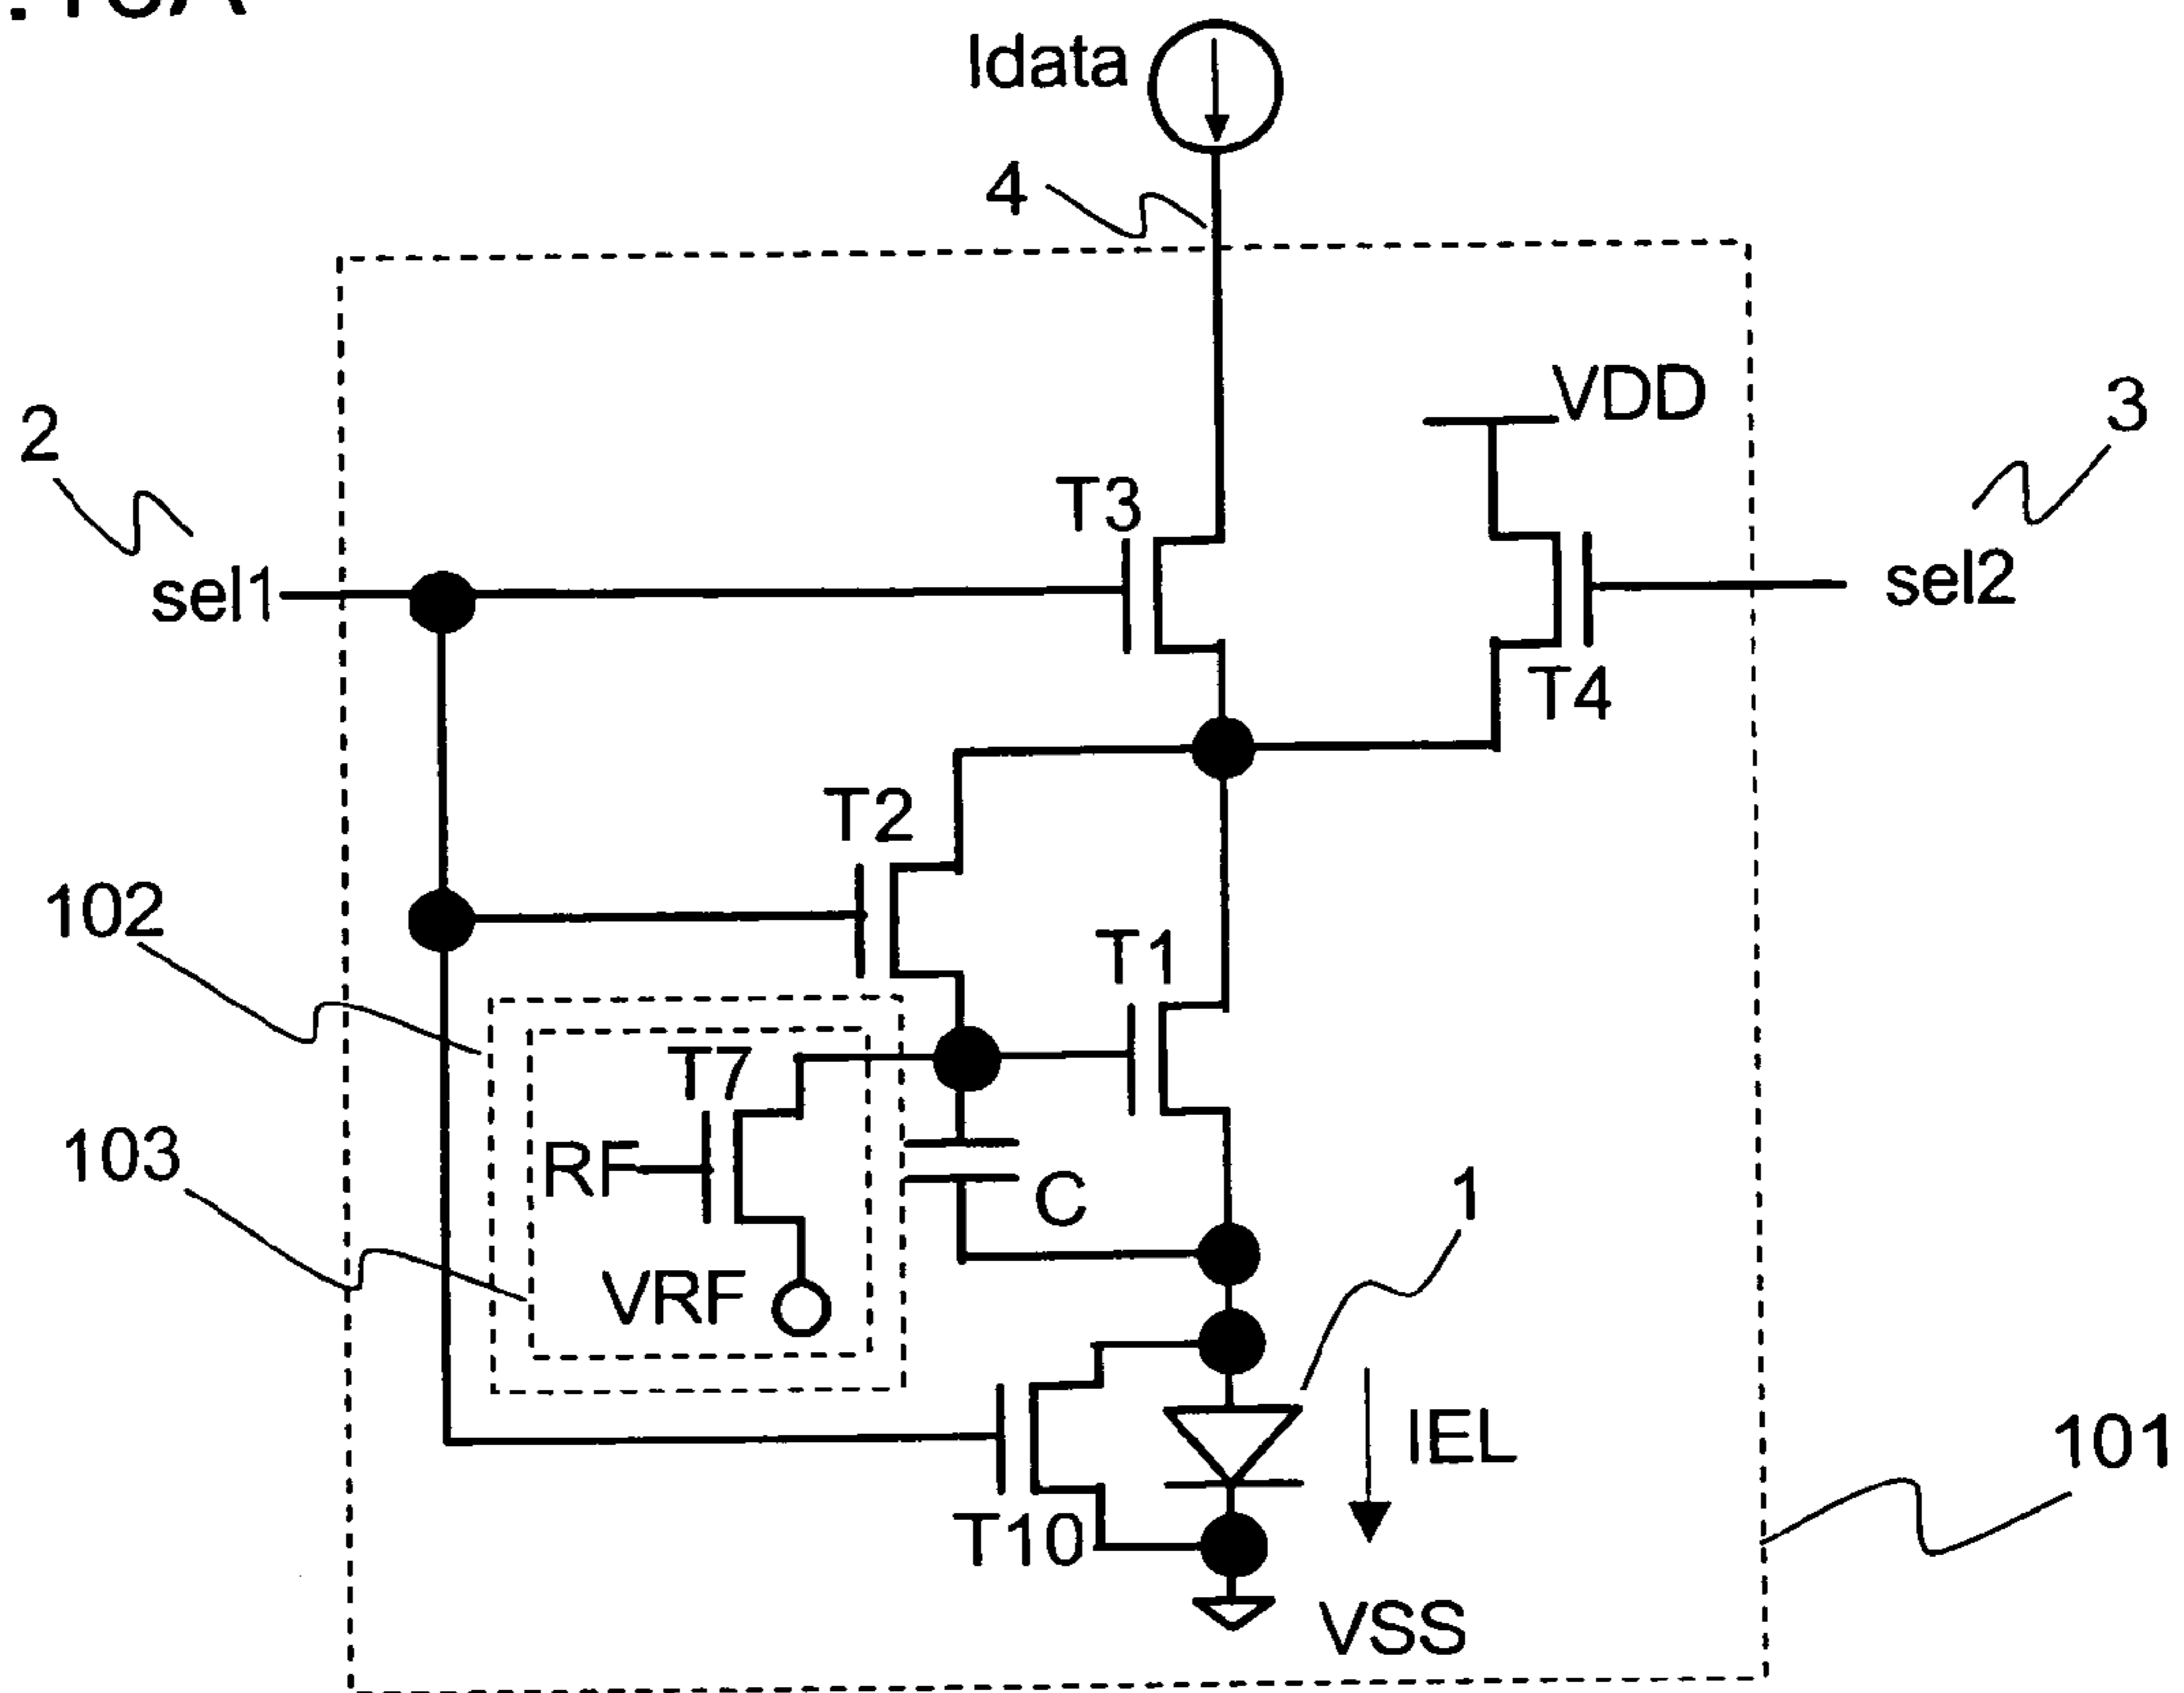 Idata
4
VDD
3
2
T3
sel1
sel2
T4
T2
102
T1
T7
103
RF
C
1
VRF
IEL
101
T10
VSS